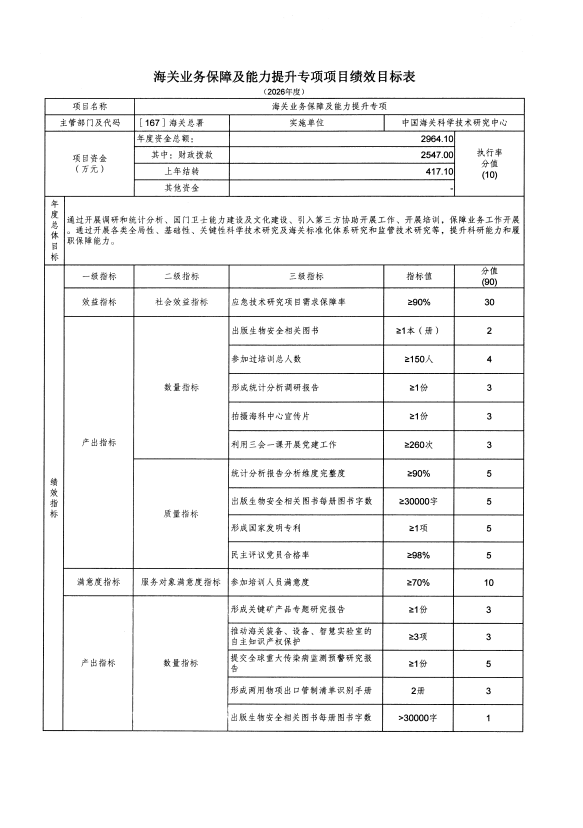 海关业务保障及能力提升专项项目绩效目标表
（2026年度）
项目名称 海关业务保障及能力提升专项
主管部门及代码 [167]海关总署 实施单位 中国海关科学技术研究中心
项目资金
（万元）
年度资金总额： 2964.10
其中：财政拨款 2547.00
上年结转 417.10
其他资金 -
执行率
分值
(10)
年度总体目标
通过开展调研和统计分析、国门卫士能力建设及文化建设、引入第三方协助开展工作、开展培训，保障业务工作开展
。通过开展各类全局性、基础性、关键性科学技术研究及海关标准化体系研究和监管技术研究等，提升科研能力和履
职保障能力。
绩效指标
一级指标 二级指标 三级指标 指标值 分值
(90)
效益指标 社会效益指标 应急技术研究项目需求保障率 ≥90% 30
产出指标 数量指标 出版生物安全相关图书 ≥1本（册） 2
参加过培训总人数 ≥150人 4
形成统计分析调研报告 ≥1份 3
拍摄海科中心宣传片 ≥1份 3
利用三会一课开展党建工作 ≥260次 3
质量指标 统计分析报告分析维度完整度 ≥90% 5
出版生物安全相关图书每册图书字数 ≥30000字 5
形成国家发明专利 ≥1项 5
民主评议党员合格率 ≥98% 5
满意度指标 服务对象满意度指标 参加培训人员满意度 ≥70% 10
产出指标 数量指标 形成关键矿产品专题研究报告 ≥1份 3
推动海关装备、设备、智慧实验室的
自主知识产权保护 ≥3项 3
提交全球重大传染病监测预警研究报
告 ≥1份 5
形成两用物项出口管制清单识别手册 2册 3
出版生物安全相关图书每册图书字数 >30000字 1